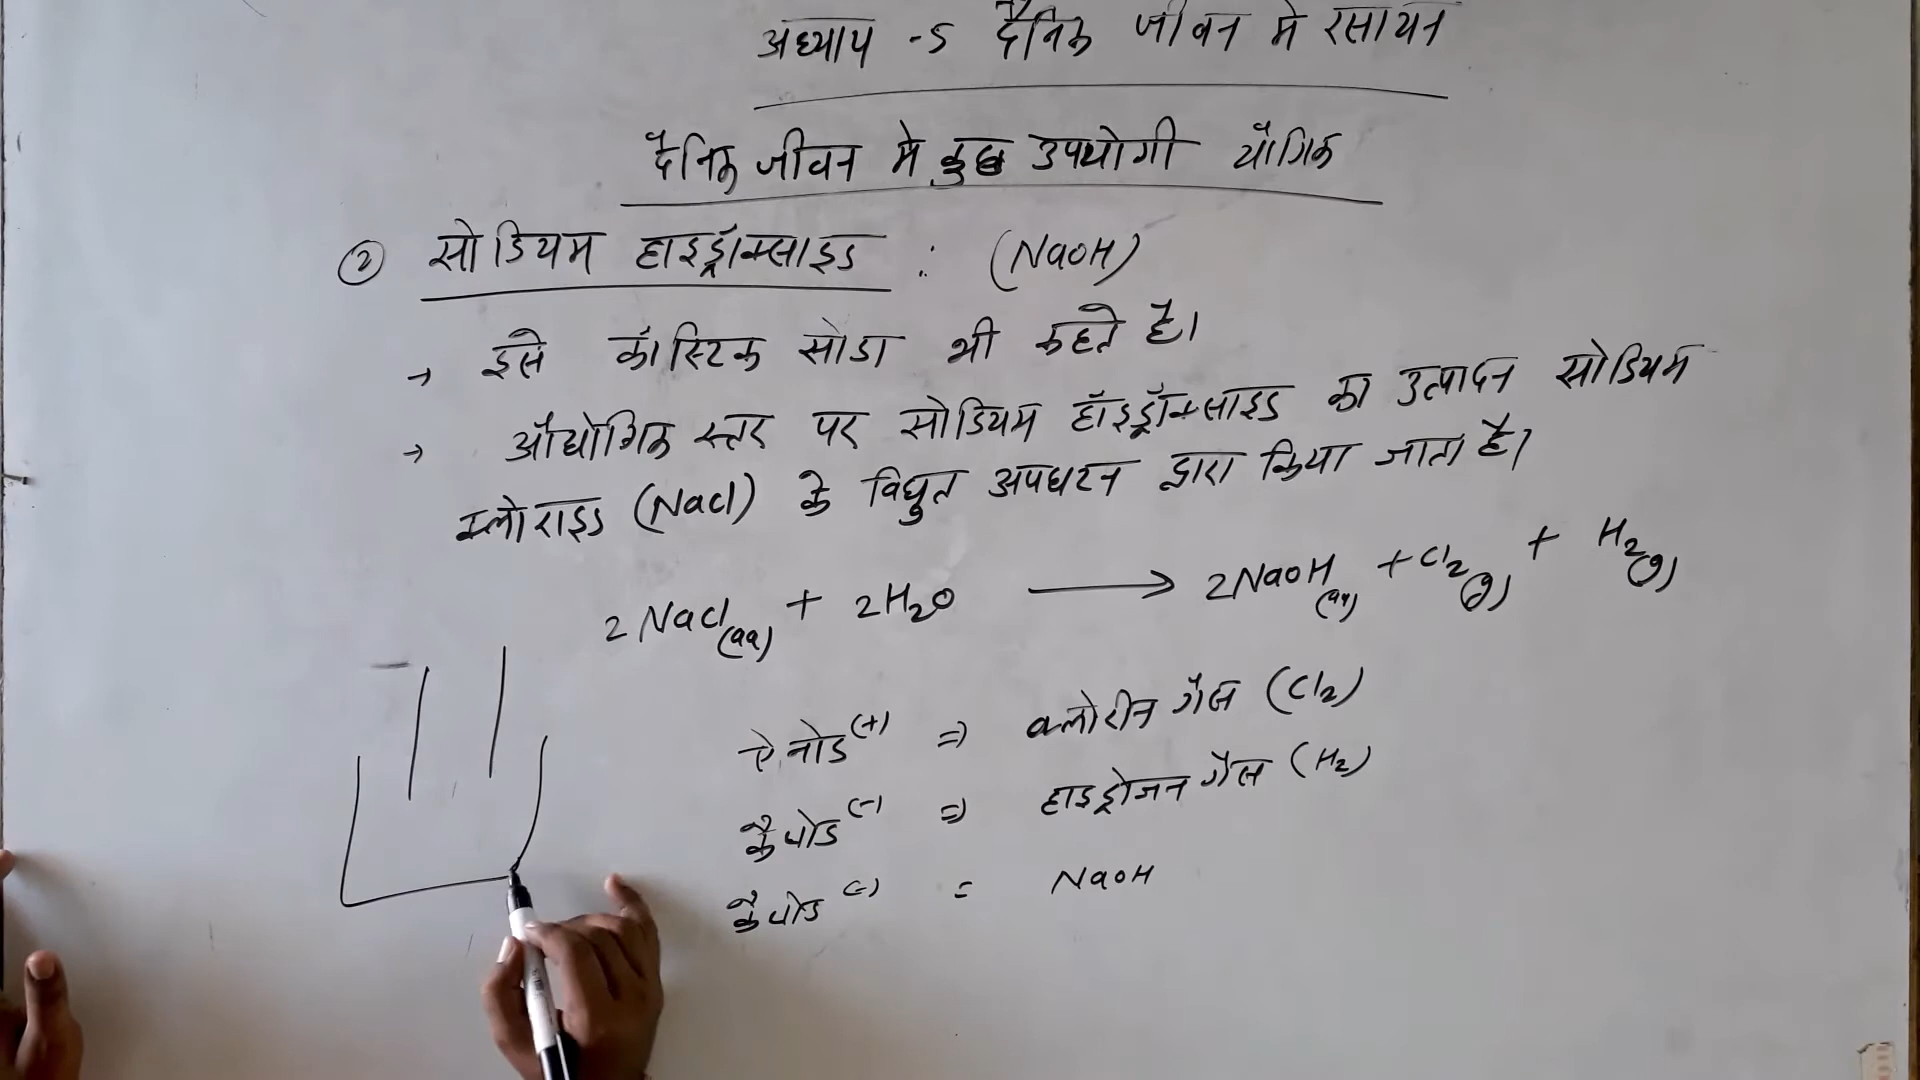 अध्याय -5 दैनिक जीवन मे रसायन
दैनिक जीवन मे कुछ उपयोगी यौगिक
② सोडियम हाइड्रॉक्साइड : (NaOH)
→ इसे कॉस्टिक सोडा भी कहते है।
→ औद्योगिक स्तर पर सोडियम हॉइड्रॉक्साइड का उत्पादन सोडियम
क्लोराइड (NaCl) के विद्युत अपघटन द्वारा किया जाता है।
2NaCl(aq) + 2H2O ⟶ 2NaOH(aq) + Cl2(g) + H2(g)
ऐनोड(+) ⇒ क्लोरीन गैस (Cl2)
कैथोड(-) ⇒ हाइड्रोजन गैस (H2)
कैथोड(-) = NaOH